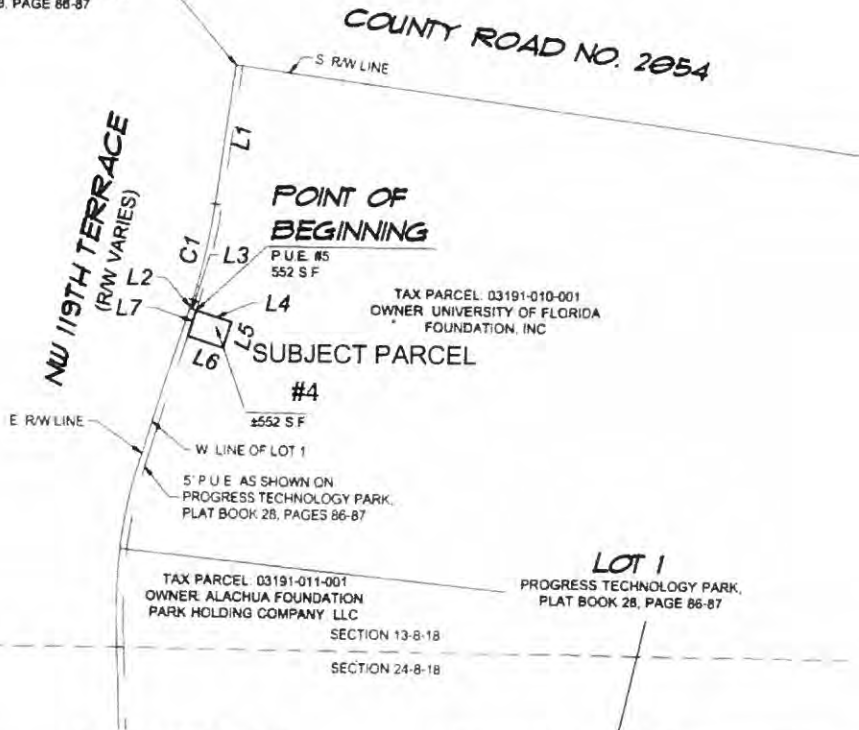 PAGE 86-87
COUNTY ROAD NO. 2054
S R/W LINE
L1
NW 119TH TERRACE
(R/W VARIES)
POINT OF
BEGINNING
P.U.E. #5
552 S.F
C1
L3
L2
L7
L4
L5
L6
TAX PARCEL: 03191-010-001
OWNER UNIVERSITY OF FLORIDA
FOUNDATION, INC
SUBJECT PARCEL
#4
±552 S.F
E R/W LINE
W LINE OF LOT 1
5' P U E AS SHOWN ON
PROGRESS TECHNOLOGY PARK,
PLAT BOOK 28, PAGES 86-87
LOT 1
PROGRESS TECHNOLOGY PARK,
PLAT BOOK 28, PAGE 86-87
TAX PARCEL: 03191-011-001
OWNER: ALACHUA FOUNDATION
PARK HOLDING COMPANY LLC
SECTION 13-8-18
SECTION 24-8-18